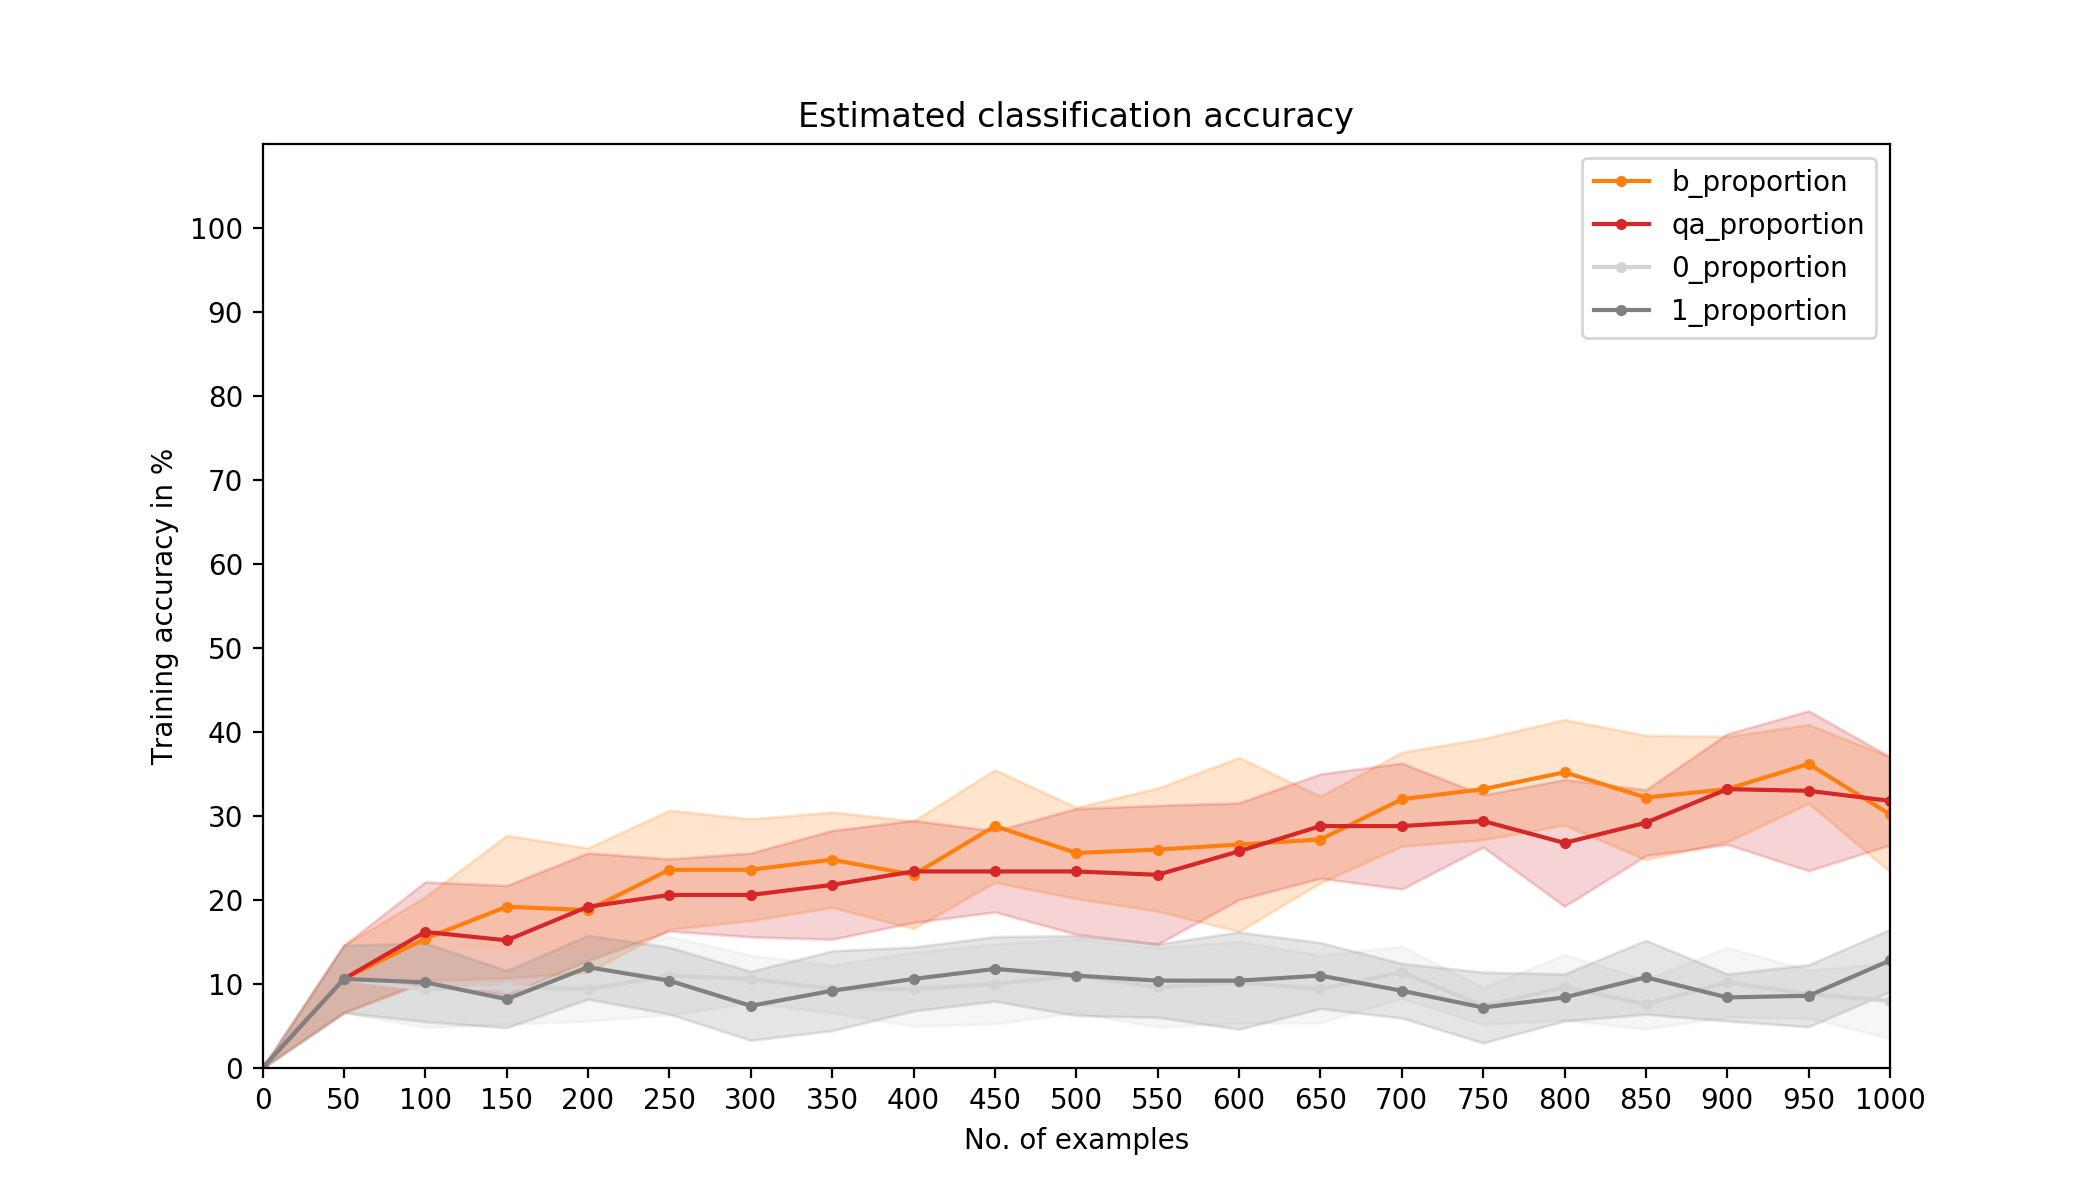 Estimated classification accuracy
b_proportion
qa_proportion
0_proportion
1_proportion
Training accuracy in %
100
90
80
70
60
50
40
30
20
10
0
0 50 100 150 200 250 300 350 400 450 500 550 600 650 700 750 800 850 900 950 1000
No. of examples